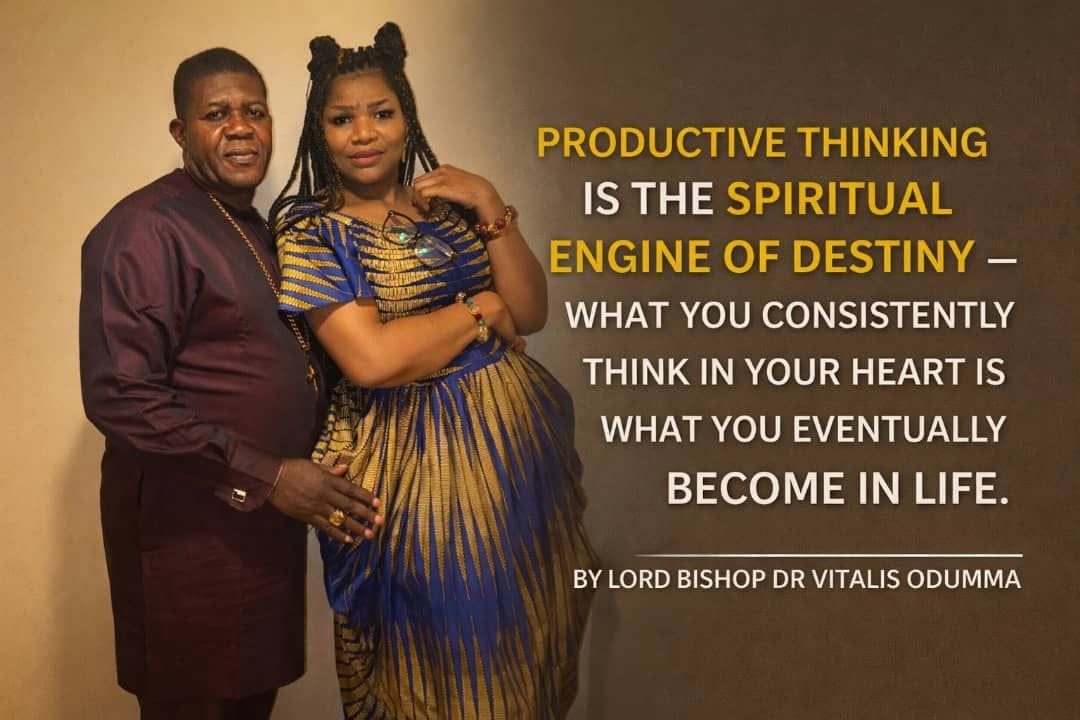 PRODUCTIVE THINKING
IS THE SPIRITUAL
ENGINE OF DESTINY –
WHAT YOU CONSISTENTLY
THINK IN YOUR HEART IS
WHAT YOU EVENTUALLY
BECOME IN LIFE.
BY LORD BISHOP DR VITALIS ODUMMA